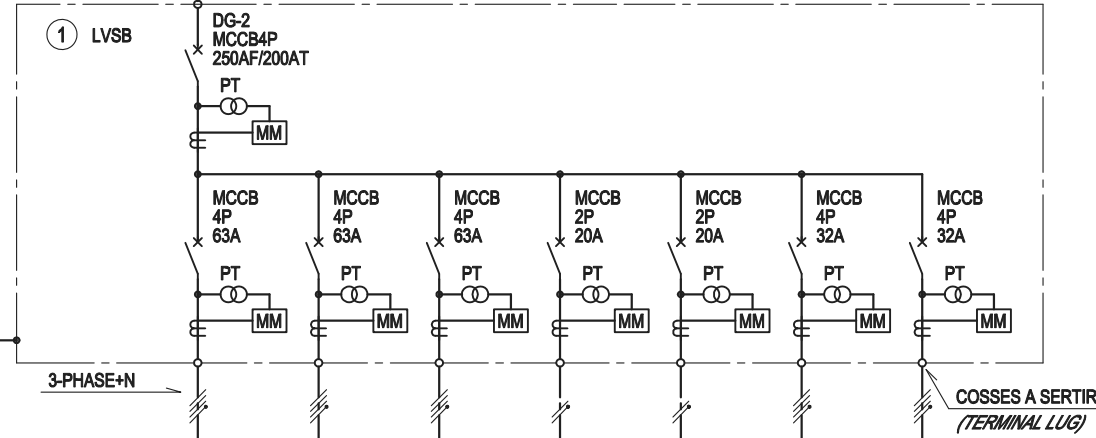 1 LVSB
DG-2
MCCB4P
250AF/200AT
PT
MM
MCCB
4P
63A
PT
MM
MCCB
4P
63A
PT
MM
MCCB
4P
63A
PT
MM
MCCB
2P
20A
PT
MM
MCCB
2P
20A
PT
MM
MCCB
4P
32A
PT
MM
MCCB
4P
32A
PT
MM
3-PHASE+N
COSSES A SERTIR
(TERMINAL LUG)